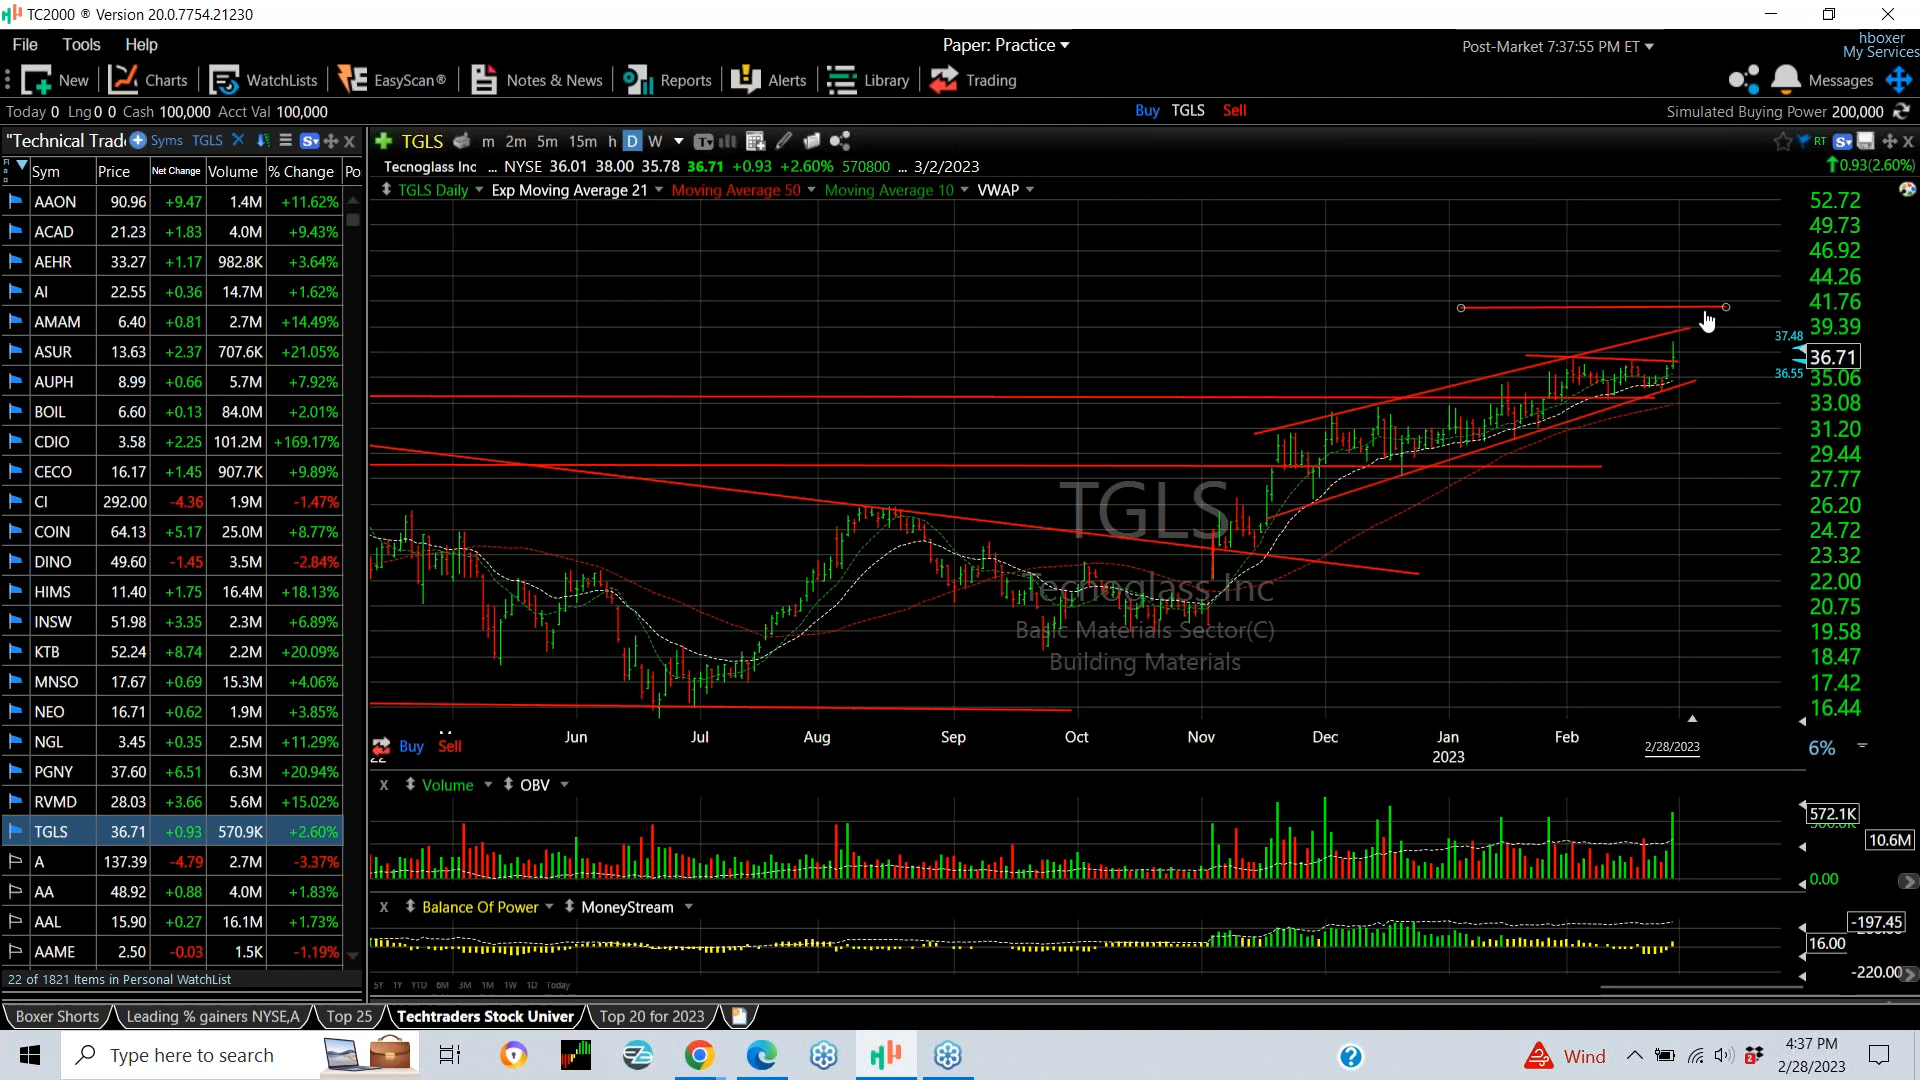 TC2000 ® Version 20.0.7754.21230
File Tools Help Paper: Practice Post-Market 7:37:55 PM ET hboxer
My Services
New Charts WatchLists EasyScan® Notes & News Reports Alerts Library Trading Messages
Today 0 Lng 0 0 Cash 100,000 Acct Val 100,000 Buy TGLS Sell Simulated Buying Power 200,000
"Technical Trade Syms TGLS S TGLS m 2m 5m 15m h D W RT S
Tecnoglass Inc ... NYSE 36.01 38.00 35.78 36.71 +0.93 +2.60% 570800 ... 3/2/2023 0.93(2.60%)
Sym Price Net Change Volume % Change Po
TGLS Daily Exp Moving Average 21 Moving Average 50 Moving Average 10 VWAP
AAON 90.96 +9.47 1.4M +11.62%
ACAD 21.23 +1.83 4.0M +9.43%
AEHR 33.27 +1.17 982.8K +3.64%
AI 22.55 +0.36 14.7M +1.62%
AMAM 6.40 +0.81 2.7M +14.49%
ASUR 13.63 +2.37 707.6K +21.05%
AUPH 8.99 +0.66 5.7M +7.92%
BOIL 6.60 +0.13 84.0M +2.01%
CDIO 3.58 +2.25 101.2M +169.17%
CECO 16.17 +1.45 907.7K +9.89%
CI 292.00 -4.36 1.9M -1.47%
COIN 64.13 +5.17 25.0M +8.77%
DINO 49.60 -1.45 3.5M -2.84%
HIMS 11.40 +1.75 16.4M +18.13%
INSW 51.98 +3.35 2.3M +6.89%
KTB 52.24 +8.74 2.2M +20.09%
MNSO 17.67 +0.69 15.3M +4.06%
NEO 16.71 +0.62 1.9M +3.85%
NGL 3.45 +0.35 2.5M +11.29%
PGNY 37.60 +6.51 6.3M +20.94%
RVMD 28.03 +3.66 5.6M +15.02%
TGLS 36.71 +0.93 570.9K +2.60%
A 137.39 -4.79 2.7M -3.37%
AA 48.92 +0.88 4.0M +1.83%
AAL 15.90 +0.27 16.1M +1.73%
AAME 2.50 -0.03 1.5K -1.19%
22 of 1821 Items in Personal WatchList
52.72
49.73
46.92
44.26
41.76
39.39
37.48
36.71
36.55
35.06
33.08
31.20
29.44
27.77
26.20
24.72
23.32
22.00
20.75
19.58
18.47
17.42
16.44
TGLS
Tecnoglass Inc
Basic Materials Sector(C)
Building Materials
Jun Jul Aug Sep Oct Nov Dec Jan Feb
2023 2/28/2023
Buy Sell
22
6%
X Volume OBV
572.1K
10.6M
0.00
X Balance Of Power MoneyStream
-197.45
16.00
-220.00
5Y 1Y YTD 6M 3M 1M 1W 1D Today
Boxer Shorts Leading % gainers NYSE,A Top 25 Techtraders Stock Univer Top 20 for 2023
Type here to search Wind 4:37 PM
2/28/2023